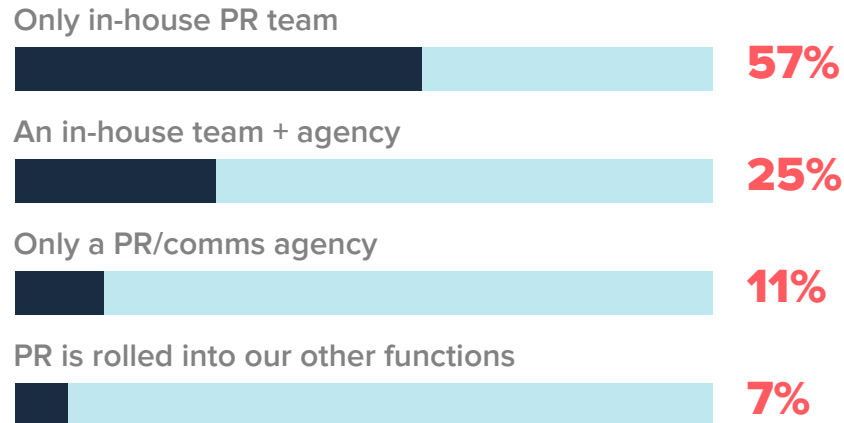 Only in-house PR team
57%
An in-house team + agency
25%
Only a PR/comms agency
11%
PR is rolled into our other functions
7%